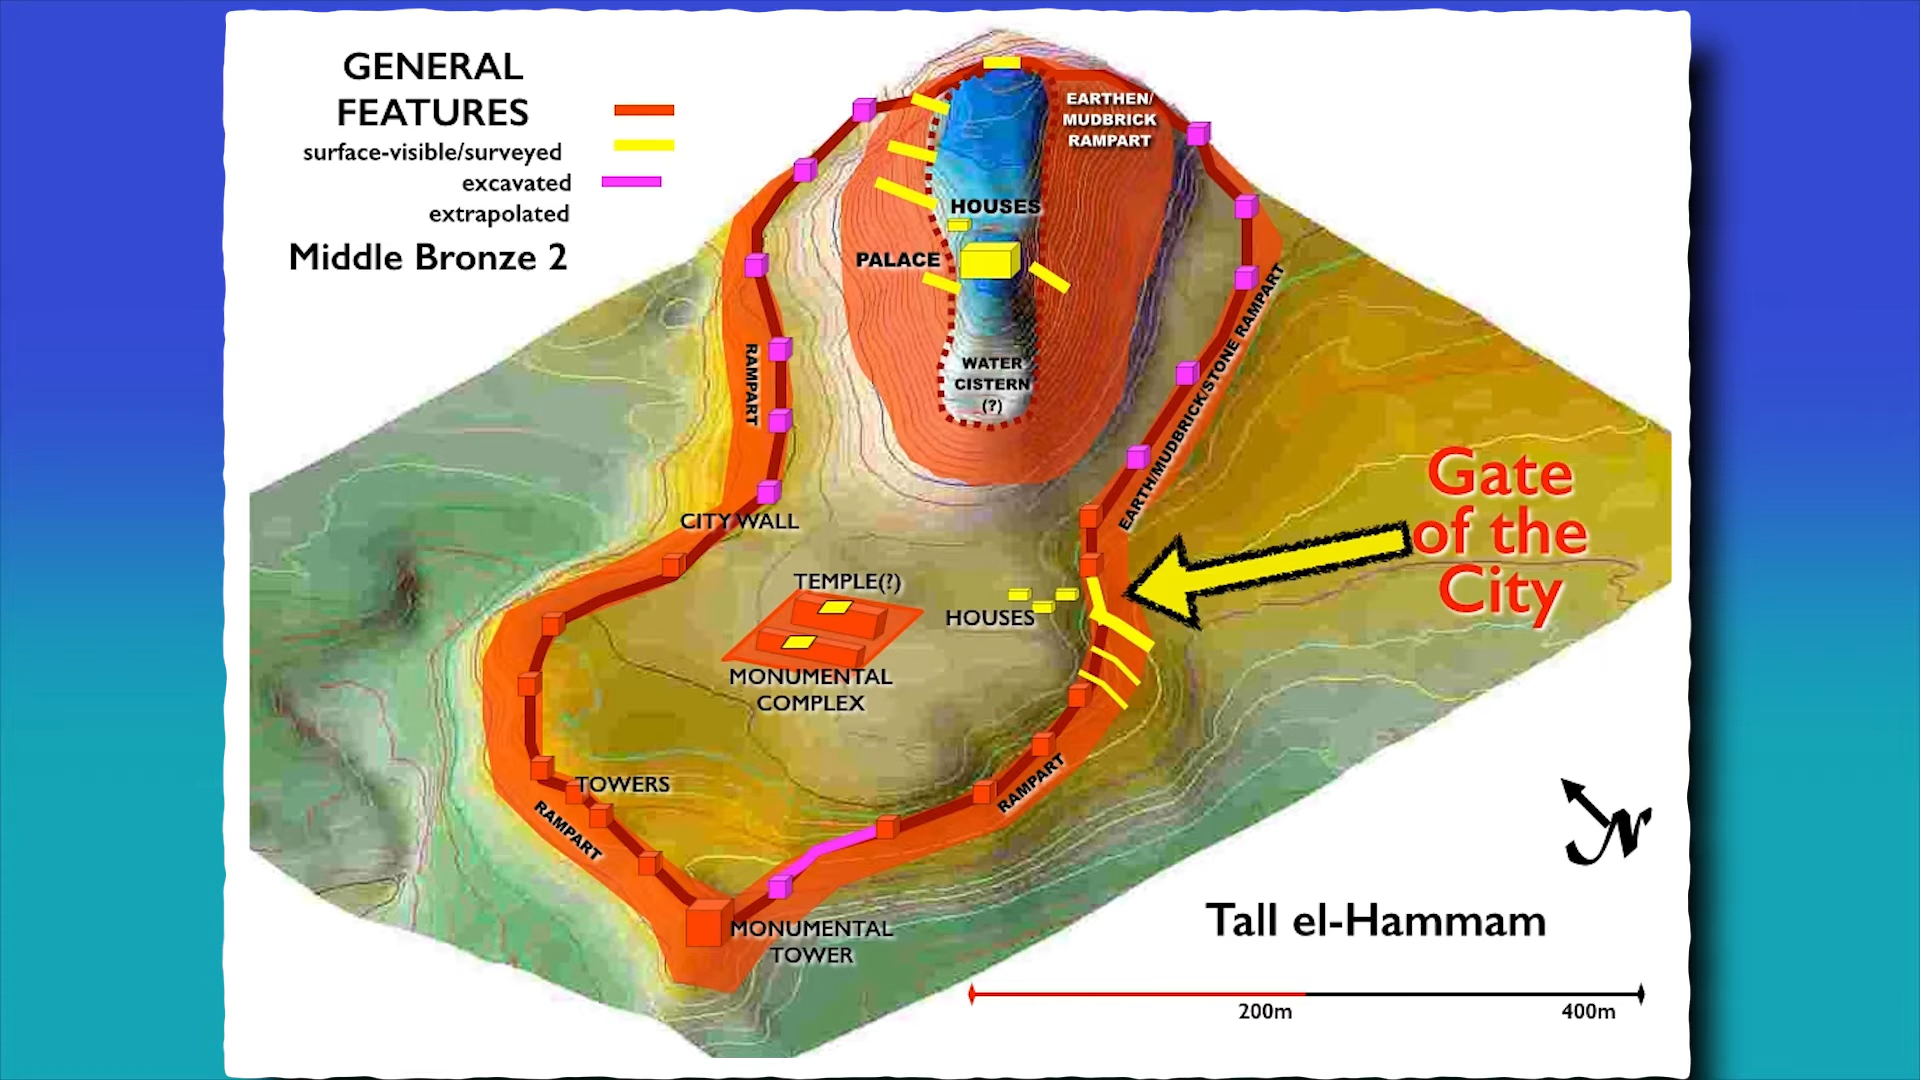 GENERAL
FEATURES
surface-visible/surveyed
excavated
extrapolated
Middle Bronze 2
EARTHEN/
MUDBRICK
RAMPART
HOUSES
PALACE
WATER
CISTERN
(?)
RAMPART
EARTH/MUDBRICK/STONE RAMPART
Gate
of the
City
CITY WALL
TEMPLE(?)
HOUSES
MONUMENTAL
COMPLEX
TOWERS
RAMPART
RAMPART
MONUMENTAL
TOWER
N
Tall el-Hammam
200m
400m